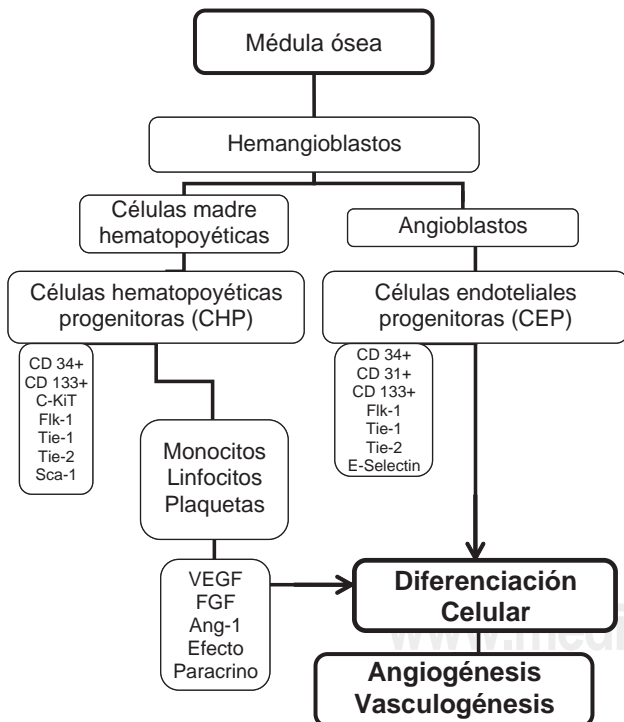 Médula ósea
Hemangioblastos
Células madre
hematopoyéticas
Angioblastos
Células hematopoyéticas
progenitoras (CHP)
Células endoteliales
progenitoras (CEP)
CD 34+
CD 133+
C-KiT
Flk-1
Tie-1
Tie-2
Sca-1
CD 34+
CD 31+
CD 133+
Flk-1
Tie-1
Tie-2
E-Selectin
Monocitos
Linfocitos
Plaquetas
VEGF
FGF
Ang-1
Efecto
Paracrino
Diferenciación
Celular
Angiogénesis
Vasculogénesis